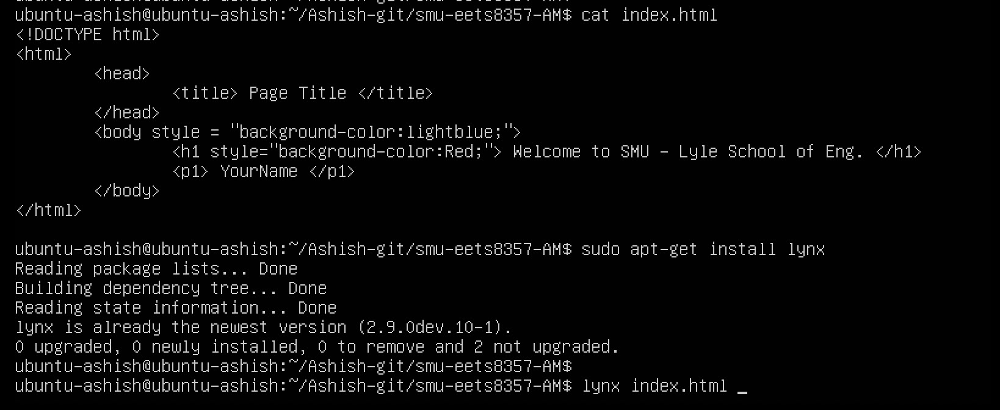 ubuntu-ashish@ubuntu-ashish:~/Ashish-git/smu-eets8357-AM$ cat index.html
<!DOCTYPE html>
<html>
        <head>
                <title> Page Title </title>
        </head>
        <body style = "background-color:lightblue;">
                <h1 style="background-color:Red;"> Welcome to SMU - Lyle School of Eng. </h1>
                <p1> YourName </p1>
        </body>
</html>

ubuntu-ashish@ubuntu-ashish:~/Ashish-git/smu-eets8357-AM$ sudo apt-get install lynx
Reading package lists... Done
Building dependency tree... Done
Reading state information... Done
lynx is already the newest version (2.9.0dev.10-1).
0 upgraded, 0 newly installed, 0 to remove and 2 not upgraded.
ubuntu-ashish@ubuntu-ashish:~/Ashish-git/smu-eets8357-AM$
ubuntu-ashish@ubuntu-ashish:~/Ashish-git/smu-eets8357-AM$ lynx index.html _